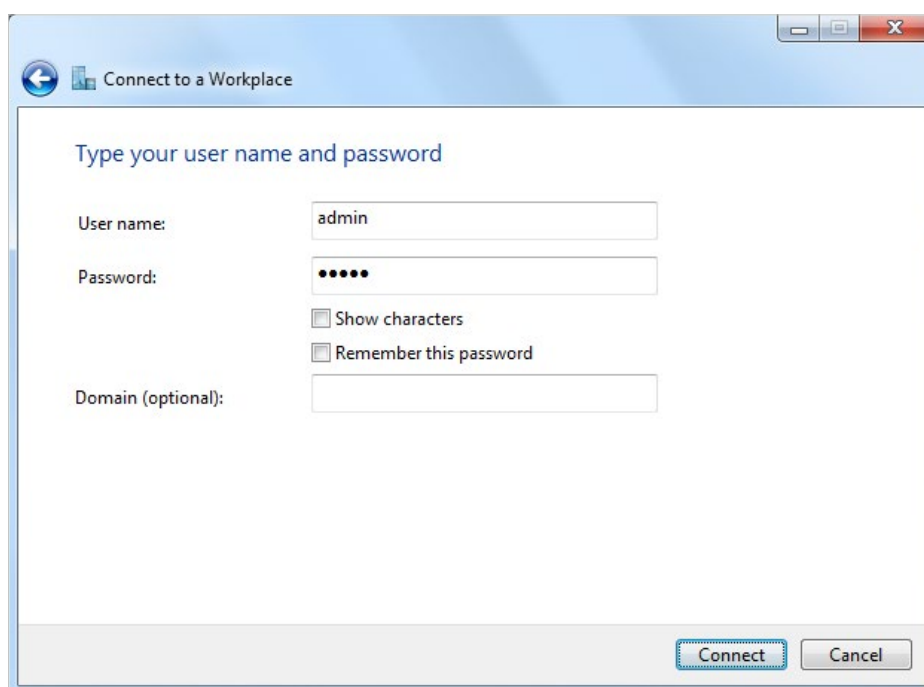 Connect to a Workplace
Type your user name and password
User name: admin
Password: •••••
Show characters
Remember this password
Domain (optional):
Connect Cancel